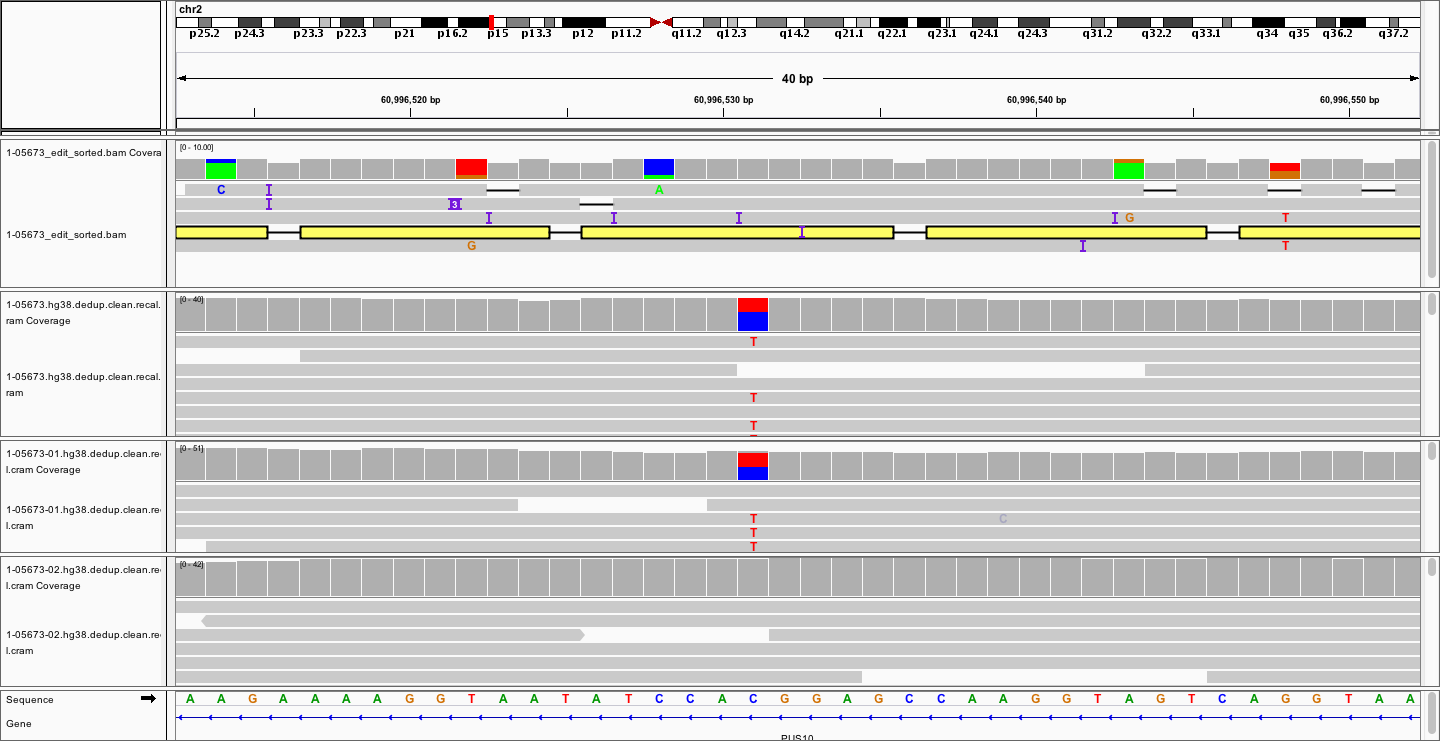 chr2
p25.2 p24.3 p23.3 p22.3 p21 p16.2 p15 p13.3 p12 p11.2 q11.2 q12.3 q14.2 q21.1 q22.1 q23.1 q24.1 q24.3 q31.2 q32.2 q33.1 q34 q35 q36.2 q37.2
40 bp
60,996,520 bp 60,996,530 bp 60,996,540 bp 60,996,550 bp
1-05673_edit_sorted.bam Covera
[0 - 10.00]
C A
3
G T
1-05673_edit_sorted.bam
G T
1-05673.hg38.dedup.clean.recal.
ram Coverage
[0 - 40]
T
1-05673.hg38.dedup.clean.recal.
ram
T
T
1-05673-01.hg38.dedup.clean.re
l.cram Coverage
[0 - 51]
1-05673-01.hg38.dedup.clean.re
l.cram
T C
T
T
1-05673-02.hg38.dedup.clean.re
l.cram Coverage
[0 - 42]
1-05673-02.hg38.dedup.clean.re
l.cram
Sequence A A G A A A A G G T A A T A T C C A C G G A G C C A A G G T A G T C A G G T A A
Gene
PUS10